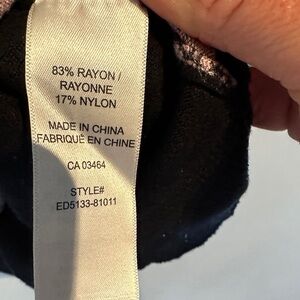 83% RAYON /
RAYONNE
17% NYLON
MADE IN CHINA
FABRIQUÉ EN CHINE
CA 03464
STYLE#
ED5133-81011